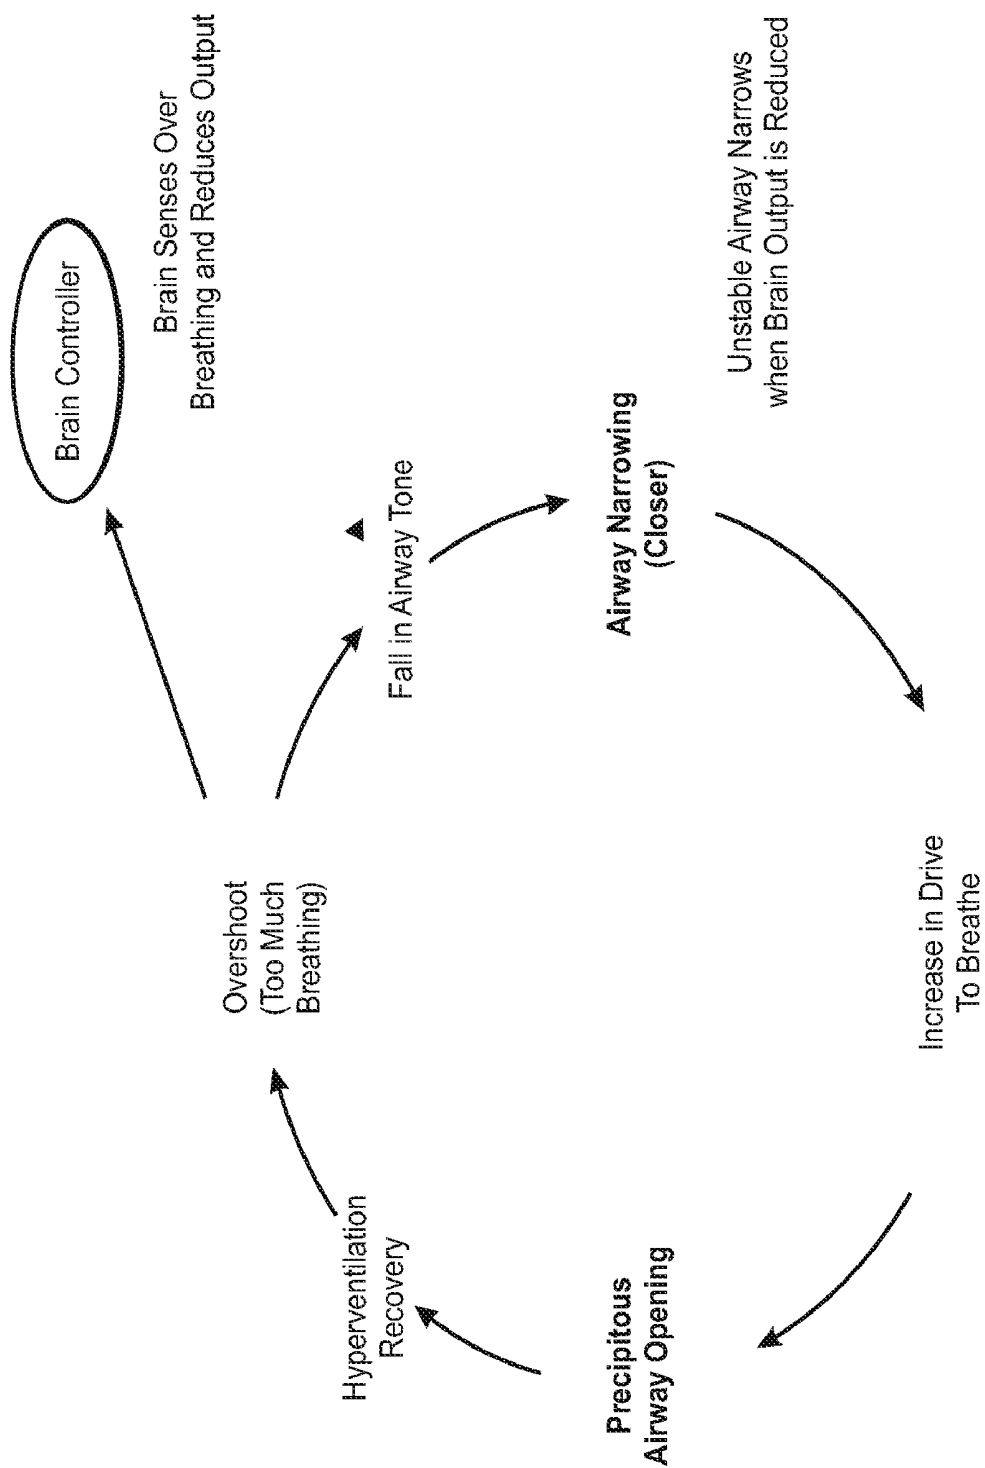 Brain Controller
Brain Senses Over
Breathing and Reduces Output
Overshoot
(Too Much
Breathing)
Fall in Airway Tone
Airway Narrowing
(Closer)
Unstable Airway Narrows
when Brain Output is Reduced
Increase in Drive
To Breathe
Precipitous
Airway Opening
Hyperventilation
Recovery